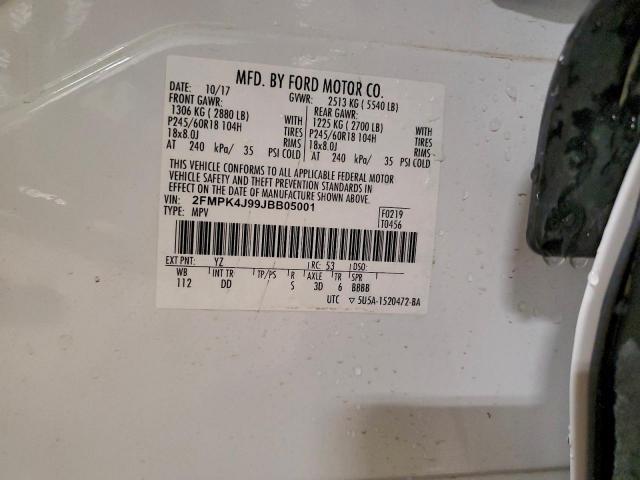 MFD. BY FORD MOTOR CO.
DATE: 10/17 GVWR: 2513 KG ( 5540 LB)
FRONT GAWR: REAR GAWR:
1306 KG ( 2880 LB) 1225 KG ( 2700 LB)
P245/60R18 104H WITH TIRES P245/60R18 104H WITH TIRES
18x8.0J RIMS 18x8.0J RIMS
AT 240 kPa/ 35 PSI COLD AT 240 kPa/ 35 PSI COLD
THIS VEHICLE CONFORMS TO ALL APPLICABLE FEDERAL MOTOR
VEHICLE SAFETY AND THEFT PREVENTION STANDARDS IN
EFFECT ON THE DATE OF MANUFACTURE SHOWN ABOVE.
VIN: 2FMPK4J99JBB05001 F0219
TYPE: MPV T0456
EXT PNT: YZ RC: 53 DSO:
WB INT TR TP/PS R AXLE TR SPR
112 DD S 3D 6 BBBB
UTC ▽ 5U5A-1520472-BA